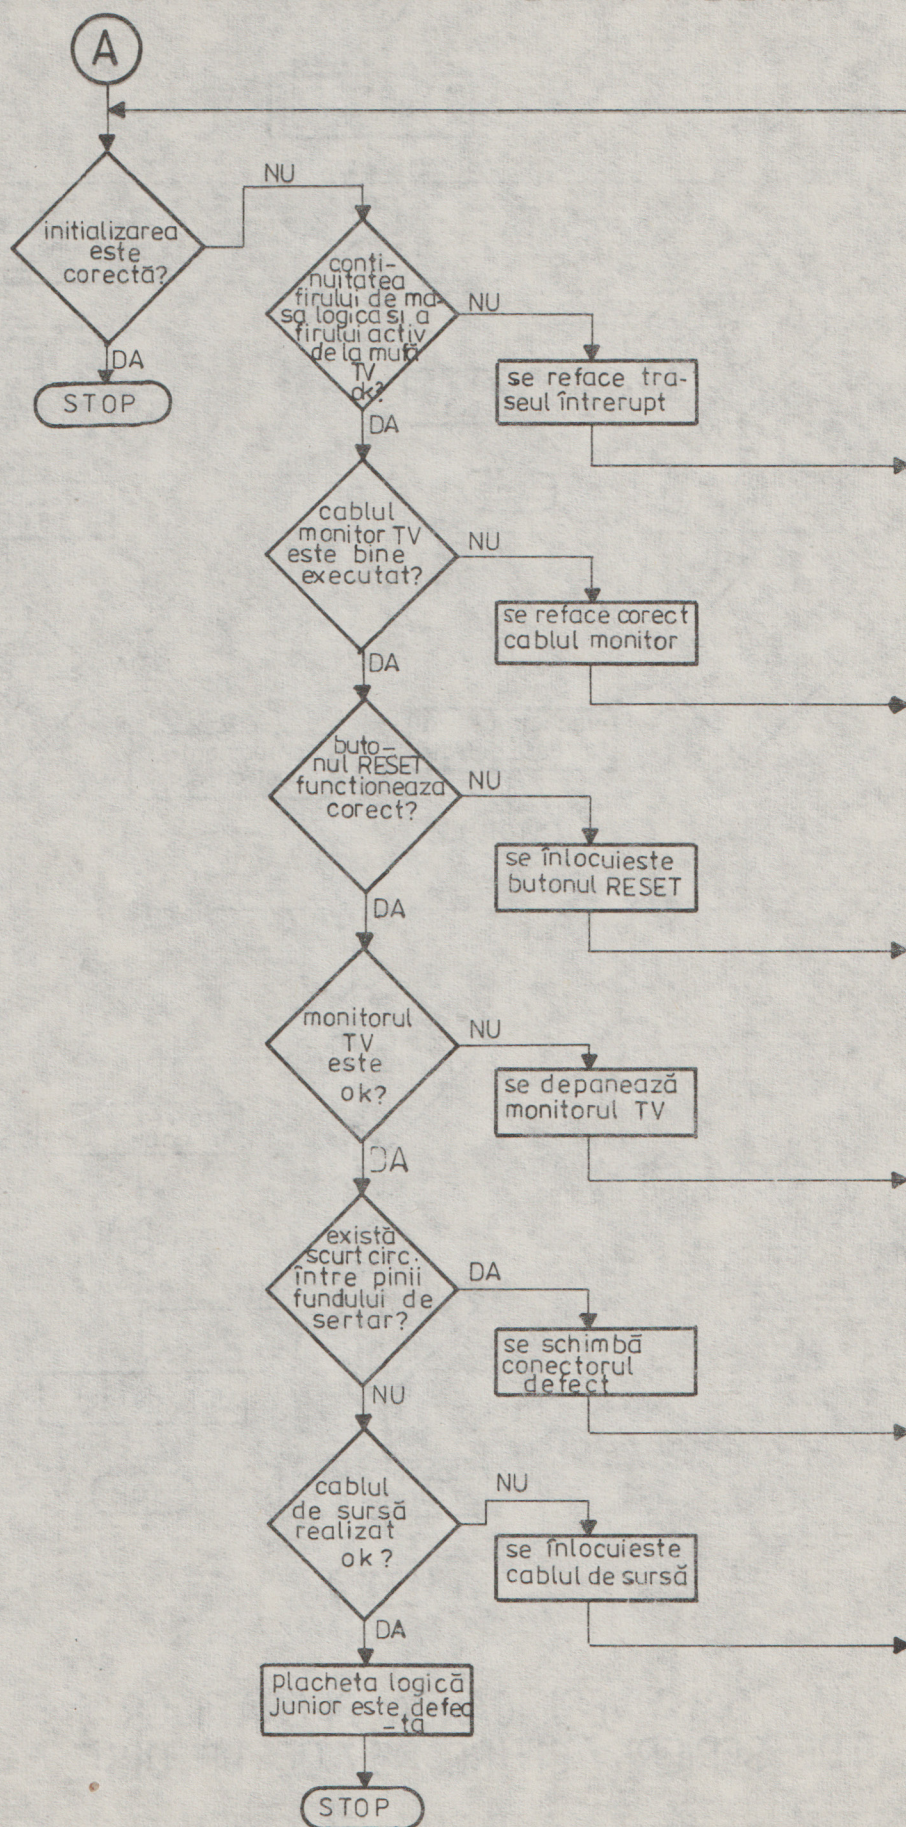 A
NU
initializarea
este
corectă?
DA
STOP
conti-
nuitatea
firului de ma-
sa logica si a
firului activ
de la mufă
TV
ok?
NU
se reface tra-
seul întrerupt
DA
cablul
monitor TV
este bine
executat?
NU
se reface corect
cablul monitor
DA
buto-
nul RESET
functioneaza
corect?
NU
se înlocuieste
butonul RESET
DA
monitorul
TV
este
ok?
NU
se depanează
monitorul TV
DA
există
scurt circ.
între pinii
fundului de
sertar?
DA
se schimbă
conectorul
defect
NU
cablul
de sursă
realizat
ok?
NU
se înlocuieste
cablul de sursă
DA
placheta logică
Junior este defec
-tă
STOP